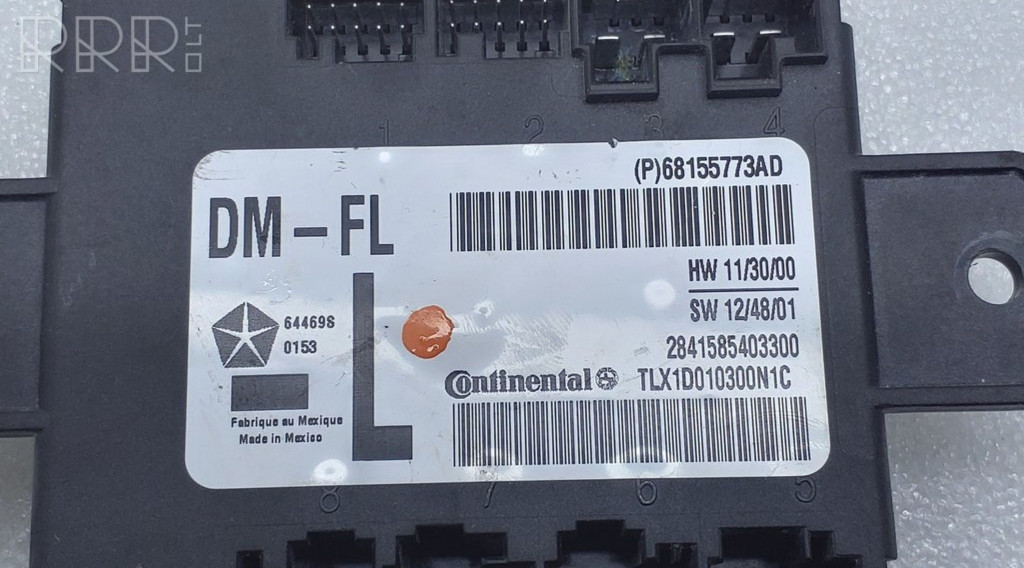 RRR.LT
1 2 3 4
(P)68155773AD
DM-FL
HW 11/30/00
SW 12/48/01
64469S
0153
L
2841585403300
Continental TLX1D010300N1C
Fabrique au Mexique
Made in Mexico
8 7 6 5